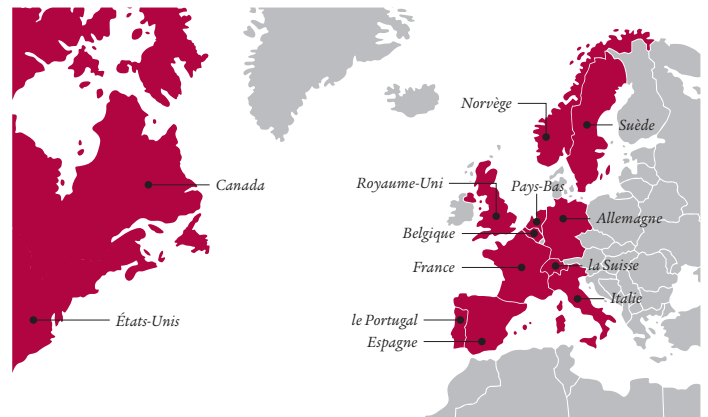 Norvège
Suède
Canada
Royaume-Uni
Pays-Bas
Allemagne
Belgique
France
la Suisse
Italie
États-Unis
le Portugal
Espagne